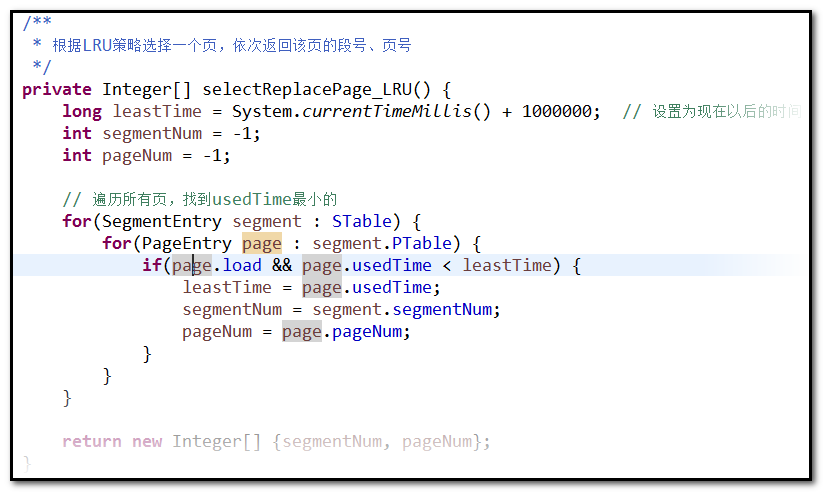 /**
 * 根据LRU策略选择一个页，依次返回该页的段号、页号
 */
private Integer[] selectReplacePage_LRU() {
    long leastTime = System.currentTimeMillis() + 1000000;  // 设置为现在以后的时间
    int segmentNum = -1;
    int pageNum = -1;

    // 遍历所有页，找到usedTime最小的
    for(SegmentEntry segment : STable) {
        for(PageEntry page : segment.PTable) {
            if(page.load && page.usedTime < leastTime) {
                leastTime = page.usedTime;
                segmentNum = segment.segmentNum;
                pageNum = page.pageNum;
            }
        }
    }

    return new Integer[] {segmentNum, pageNum};
}